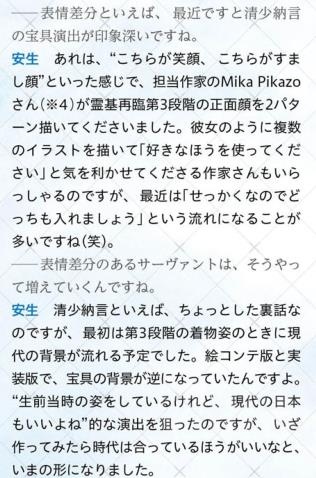 ──表情差分といえば、最近ですと清少納言
の宝具演出が印象深いですね。
安生　あれは、“こちらが笑顔、こちらがすま
し顔”といった感じで、担当作家のMika Pikazo
さん(※4)が霊基再臨第3段階の正面顔を2パタ
ーン描いてくださいました。彼女のように複数
のイラストを描いて「好きなほうを使ってくだ
さい」と気を利かせてくださる作家さんもいら
っしゃるのですが、最近は「せっかくなのでど
っちも入れましょう」という流れになることが
多いですね(笑)。
──表情差分のあるサーヴァントは、そうやっ
て増えていくんですね。
安生　清少納言といえば、ちょっとした裏話な
のですが、最初は第3段階の着物姿のときに現
代の背景が流れる予定でした。絵コンテ版と実
装版で、宝具の背景が逆になっていたんですよ。
“生前当時の姿をしているけれど、現代の日本
もいいよね”的な演出を狙ったのですが、いざ
作ってみたら時代は合っているほうがいいなと、
いまの形になりました。